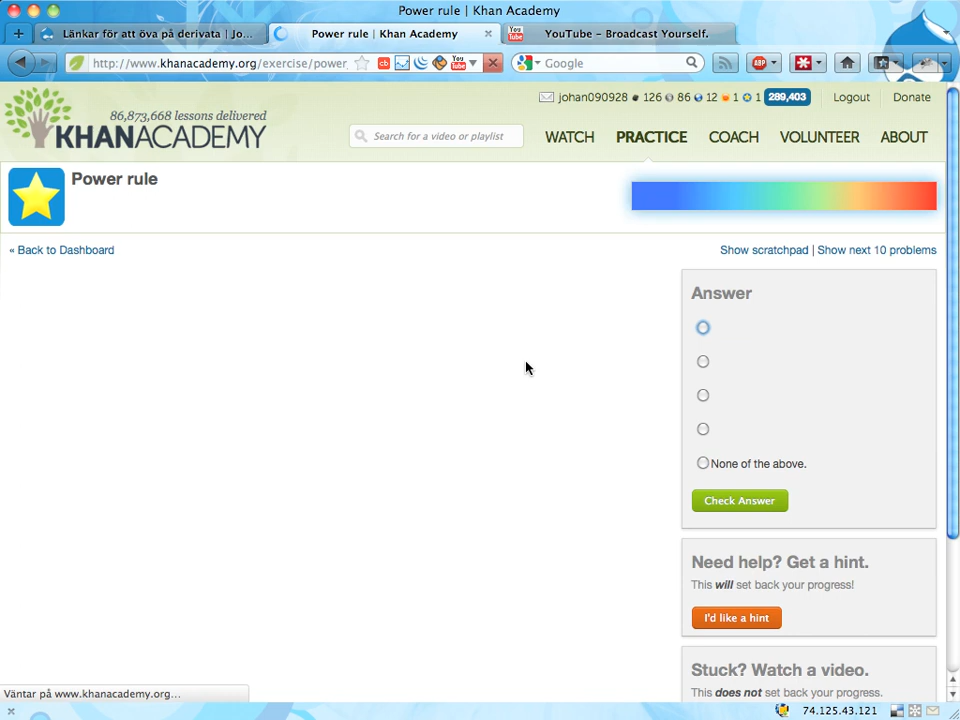 Power rule | Khan Academy
Länkar för att öva på derivata | Jo...
Power rule | Khan Academy
YouTube – Broadcast Yourself.
http://www.khanacademy.org/exercise/power_
Google
86,873,668 lessons delivered
KHANACADEMY
johan090928 126 86 12 1 1 289,403 Logout Donate
Search for a video or playlist
WATCH PRACTICE COACH VOLUNTEER ABOUT
Power rule
« Back to Dashboard
Show scratchpad | Show next 10 problems
Answer
None of the above.
Check Answer
Need help? Get a hint.
This will set back your progress!
I'd like a hint
Stuck? Watch a video.
This does not set back your progress.
Väntar på www.khanacademy.org...
74.125.43.121